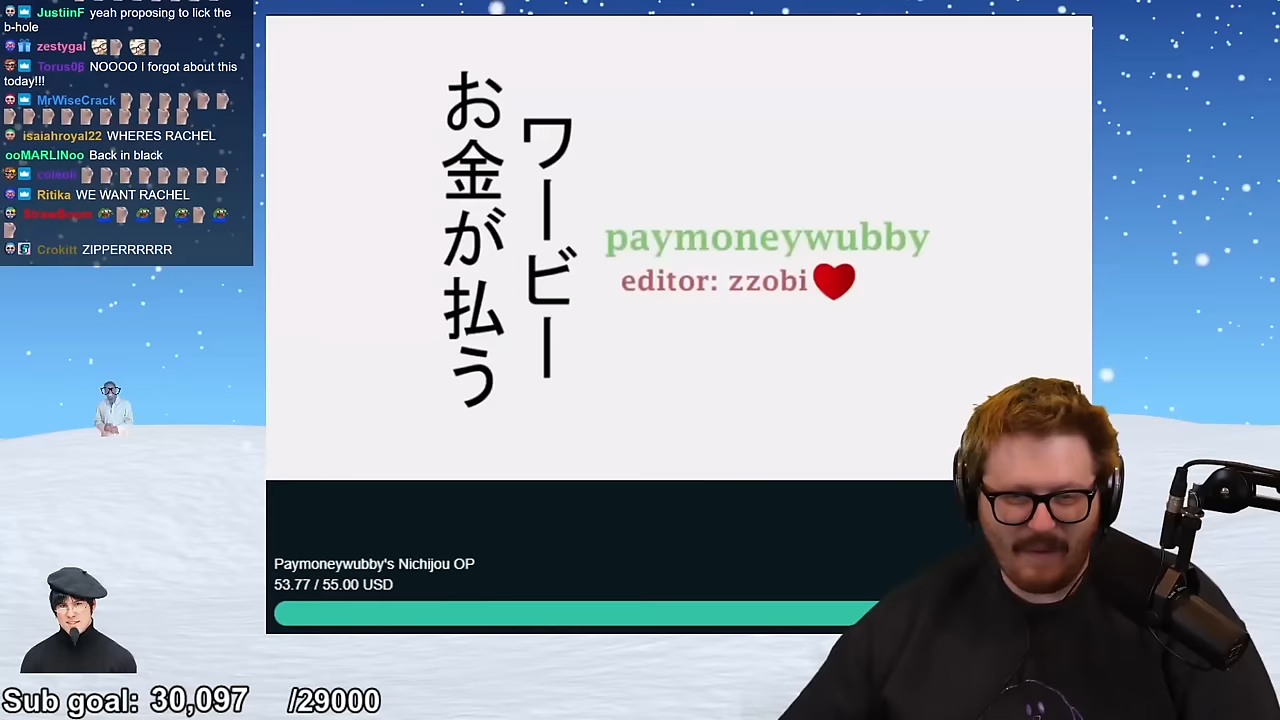 JustiinF yeah proposing to lick the
b-hole
zestygal
Torus0β NOOOO I forgot about this
today!!!
MrWiseCrack
isaiahroyal22 WHERES RACHEL
ooMARLINoo Back in black
Ritika WE WANT RACHEL
Crokitt ZIPPERRRRRR
ワービー
お金が払う
paymoneywubby
editor: zzobi
Paymoneywubby's Nichijou OP
53.77 / 55.00 USD
Sub goal: 30,097 /29000